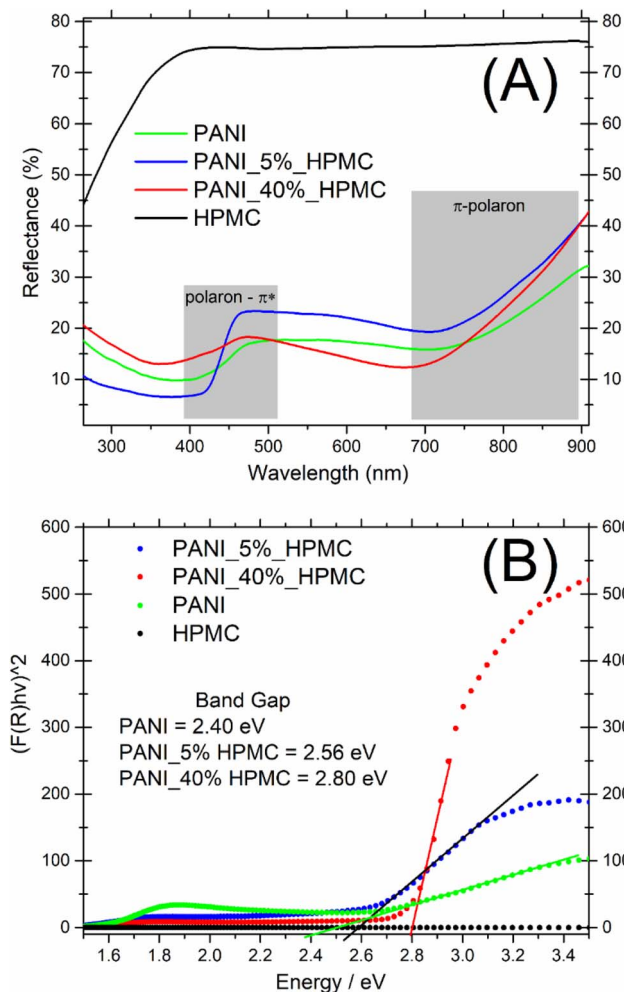 (A)
80
75
70
60
50
40
30
20
10
80
75
70
60
50
40
30
20
10
Reflectance (%)
PANI
PANI_5%_HPMC
PANI_40%_HPMC
HPMC
π-polaron
polaron - π*
300 400 500 600 700 800 900
Wavelength (nm)
(B)
600
500
400
300
200
100
0
600
500
400
300
200
100
0
(F(R)hv)^2
PANI_5%_HPMC
PANI_40%_HPMC
PANI
HPMC
Band Gap
PANI = 2.40 eV
PANI_5% HPMC = 2.56 eV
PANI_40% HPMC = 2.80 eV
1.6 1.8 2.0 2.2 2.4 2.6 2.8 3.0 3.2 3.4
Energy / eV